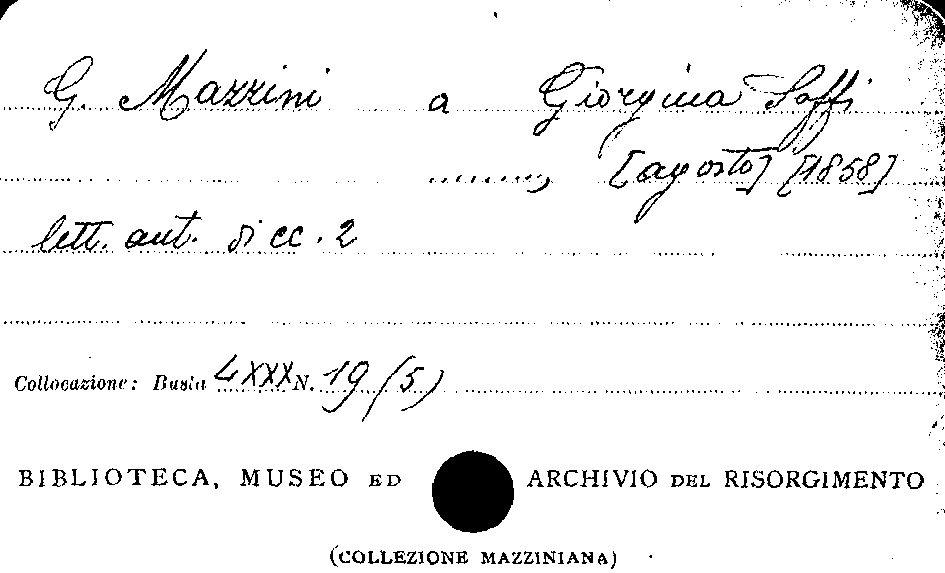 G. Mazzini a Giorgina Saffi
........, [agosto] [1858]
lett. aut. di cc. 2
Collocazione: Busta LXXX N. 19 (5)
BIBLIOTECA, MUSEO ED ARCHIVIO DEL RISORGIMENTO
(COLLEZIONE MAZZINIANA)